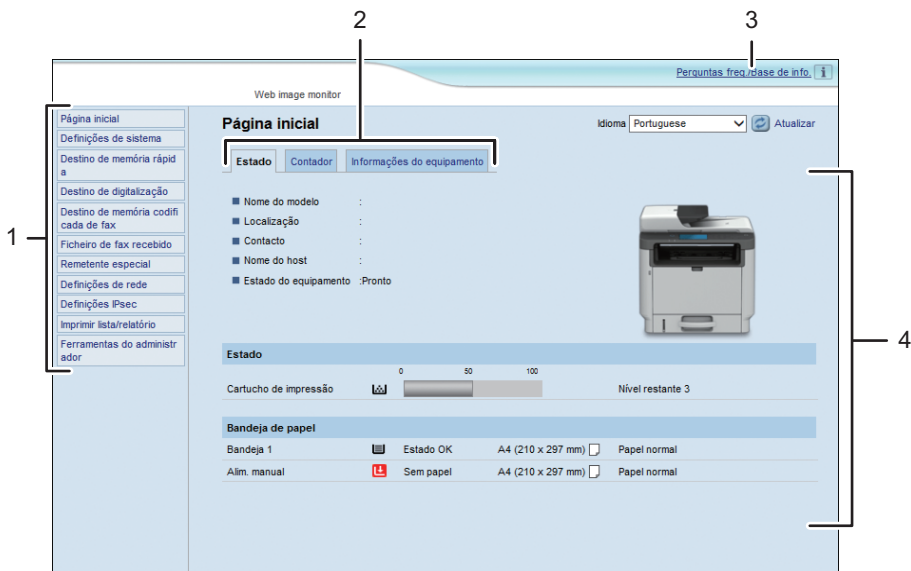 2
3
Perguntas freq./Base de info.
Web image monitor
1
Página inicial
Definições de sistema
Destino de memória rápid
a
Destino de digitalização
Destino de memória codifi
cada de fax
Ficheiro de fax recebido
Remetente especial
Definições de rede
Definições IPsec
Imprimir lista/relatório
Ferramentas do administr
ador
Página inicial
Idioma Portuguese Atualizar
Estado Contador Informações do equipamento
Nome do modelo :
Localização :
Contacto :
Nome do host :
Estado do equipamento :Pronto
4
Estado
0 50 100
Cartucho de impressão Nível restante 3
Bandeja de papel
Bandeja 1 Estado OK A4 (210 x 297 mm) Papel normal
Alim. manual Sem papel A4 (210 x 297 mm) Papel normal